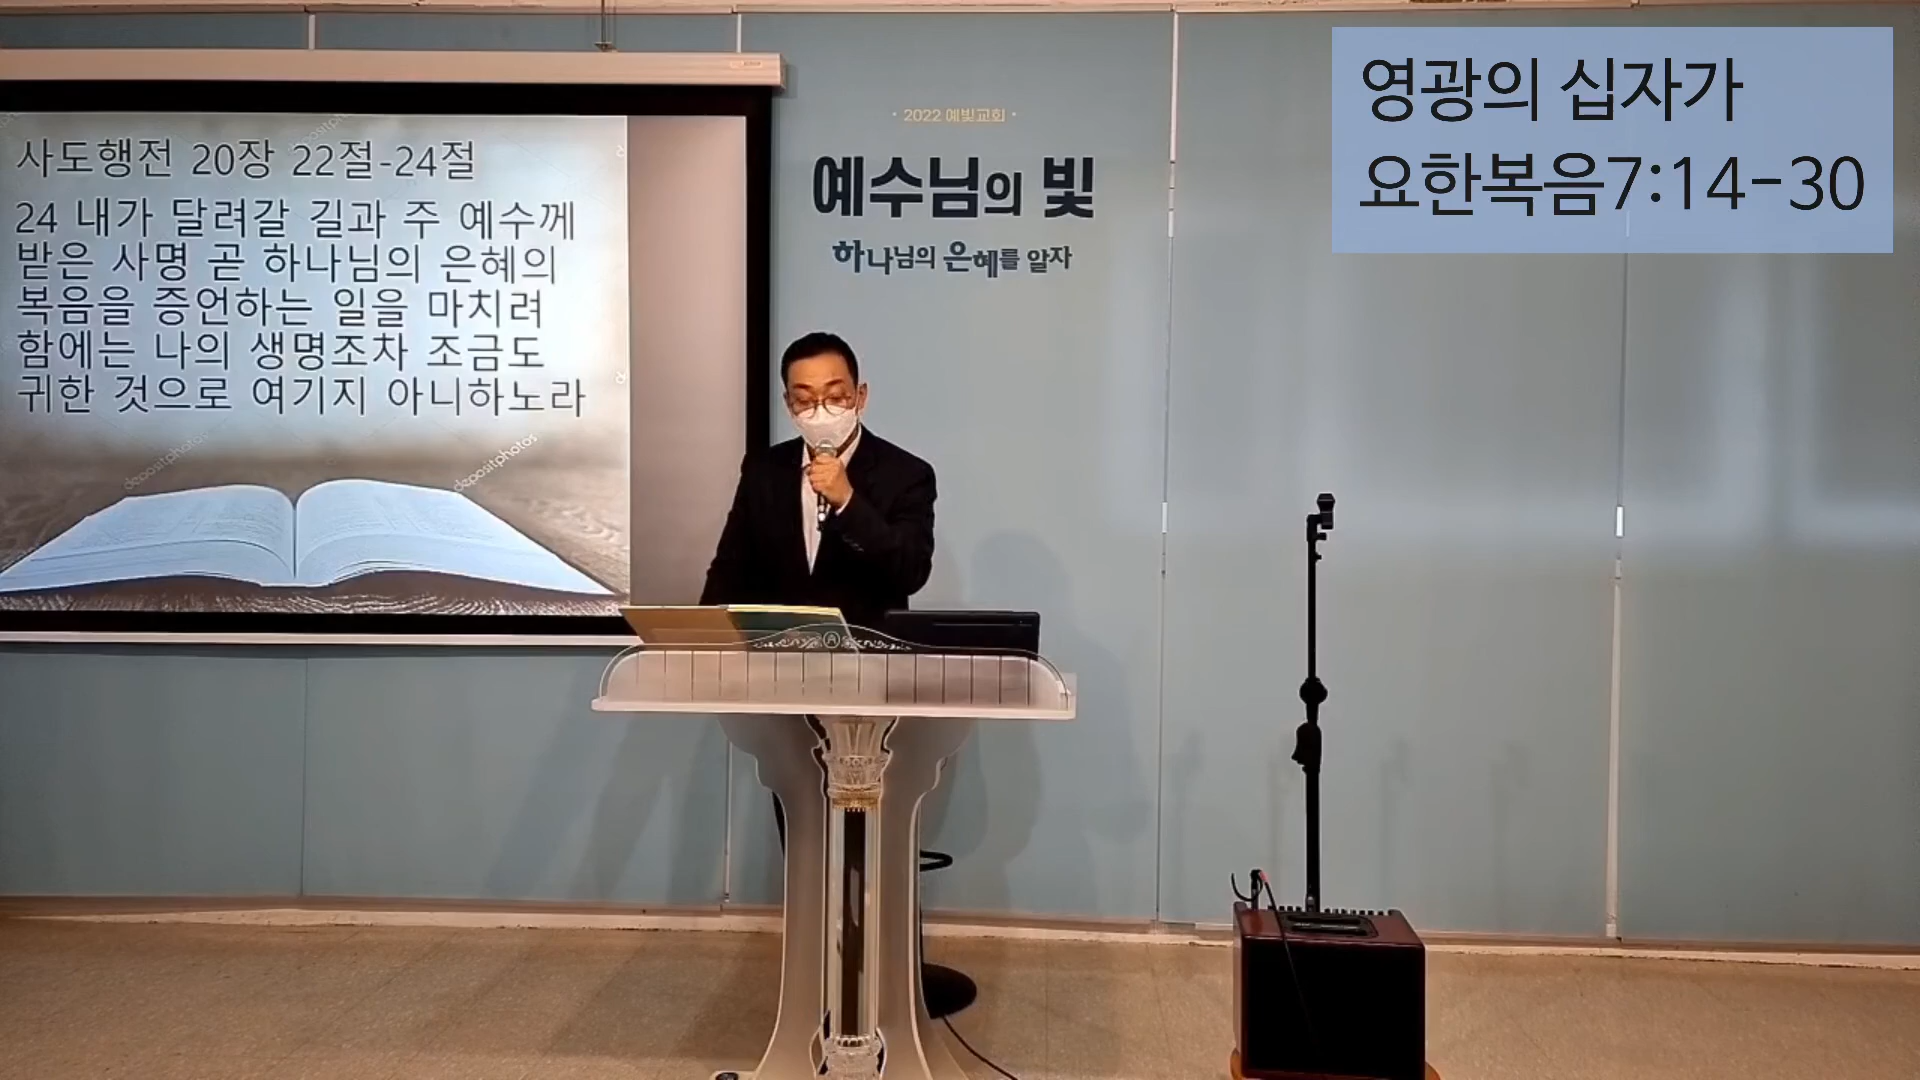 사도행전 20장 22절-24절
24 내가 달려갈 길과 주 예수께
받은 사명 곧 하나님의 은혜의
복음을 증언하는 일을 마치려
함에는 나의 생명조차 조금도
귀한 것으로 여기지 아니하노라
depositphotos
depositphotos
· 2022 예빛교회 ·
예수님의 빛
하나님의 은혜를 알자
영광의 십자가
요한복음7:14-30